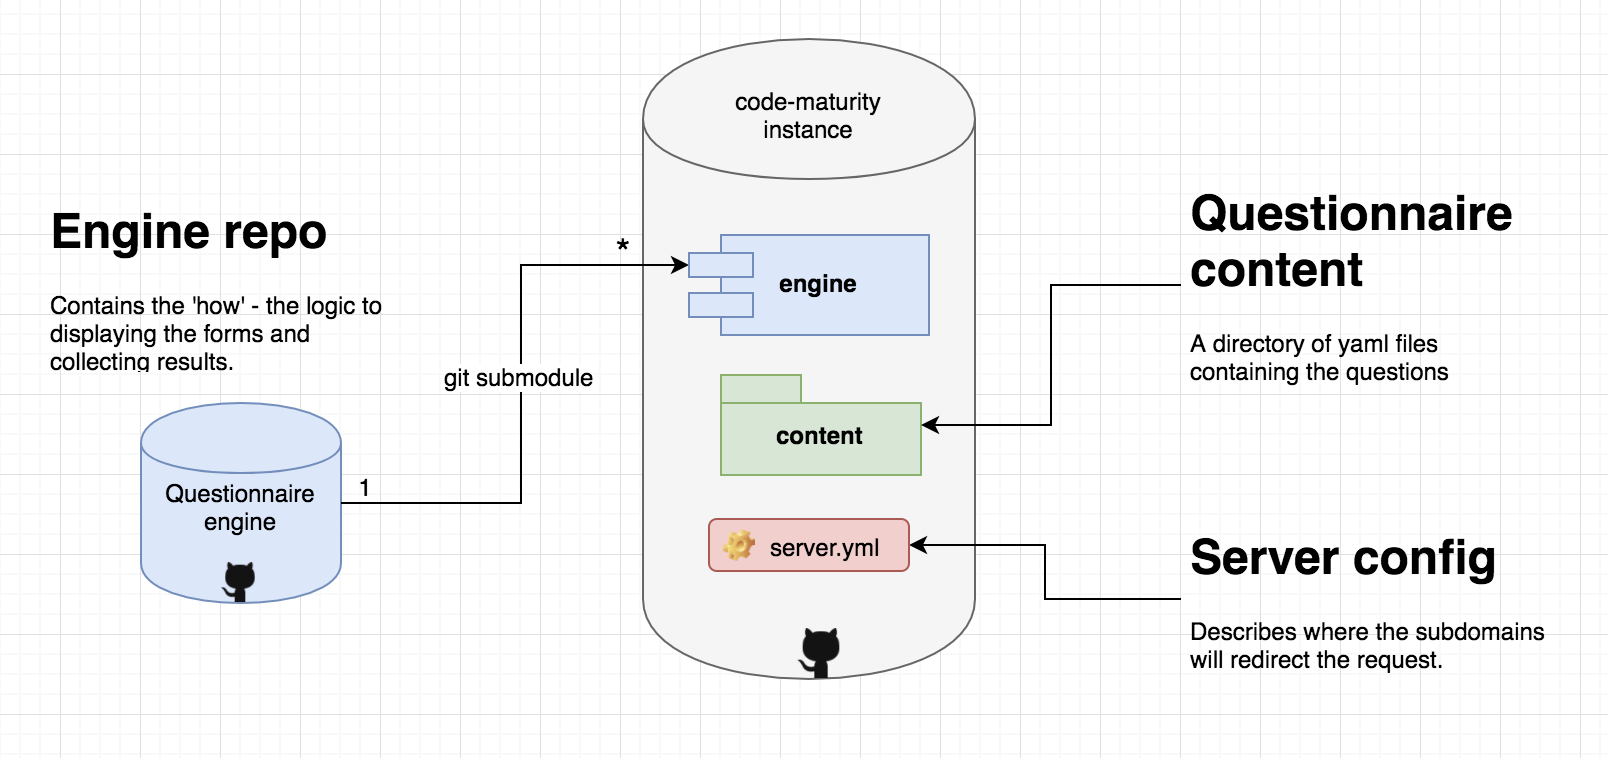 code-maturity
instance
Engine repo
Contains the 'how' - the logic to
displaying the forms and
collecting results.
*
engine
git submodule
1
Questionnaire
engine
content
server.yml
Questionnaire
content
A directory of yaml files
containing the questions
Server config
Describes where the subdomains
will redirect the request.